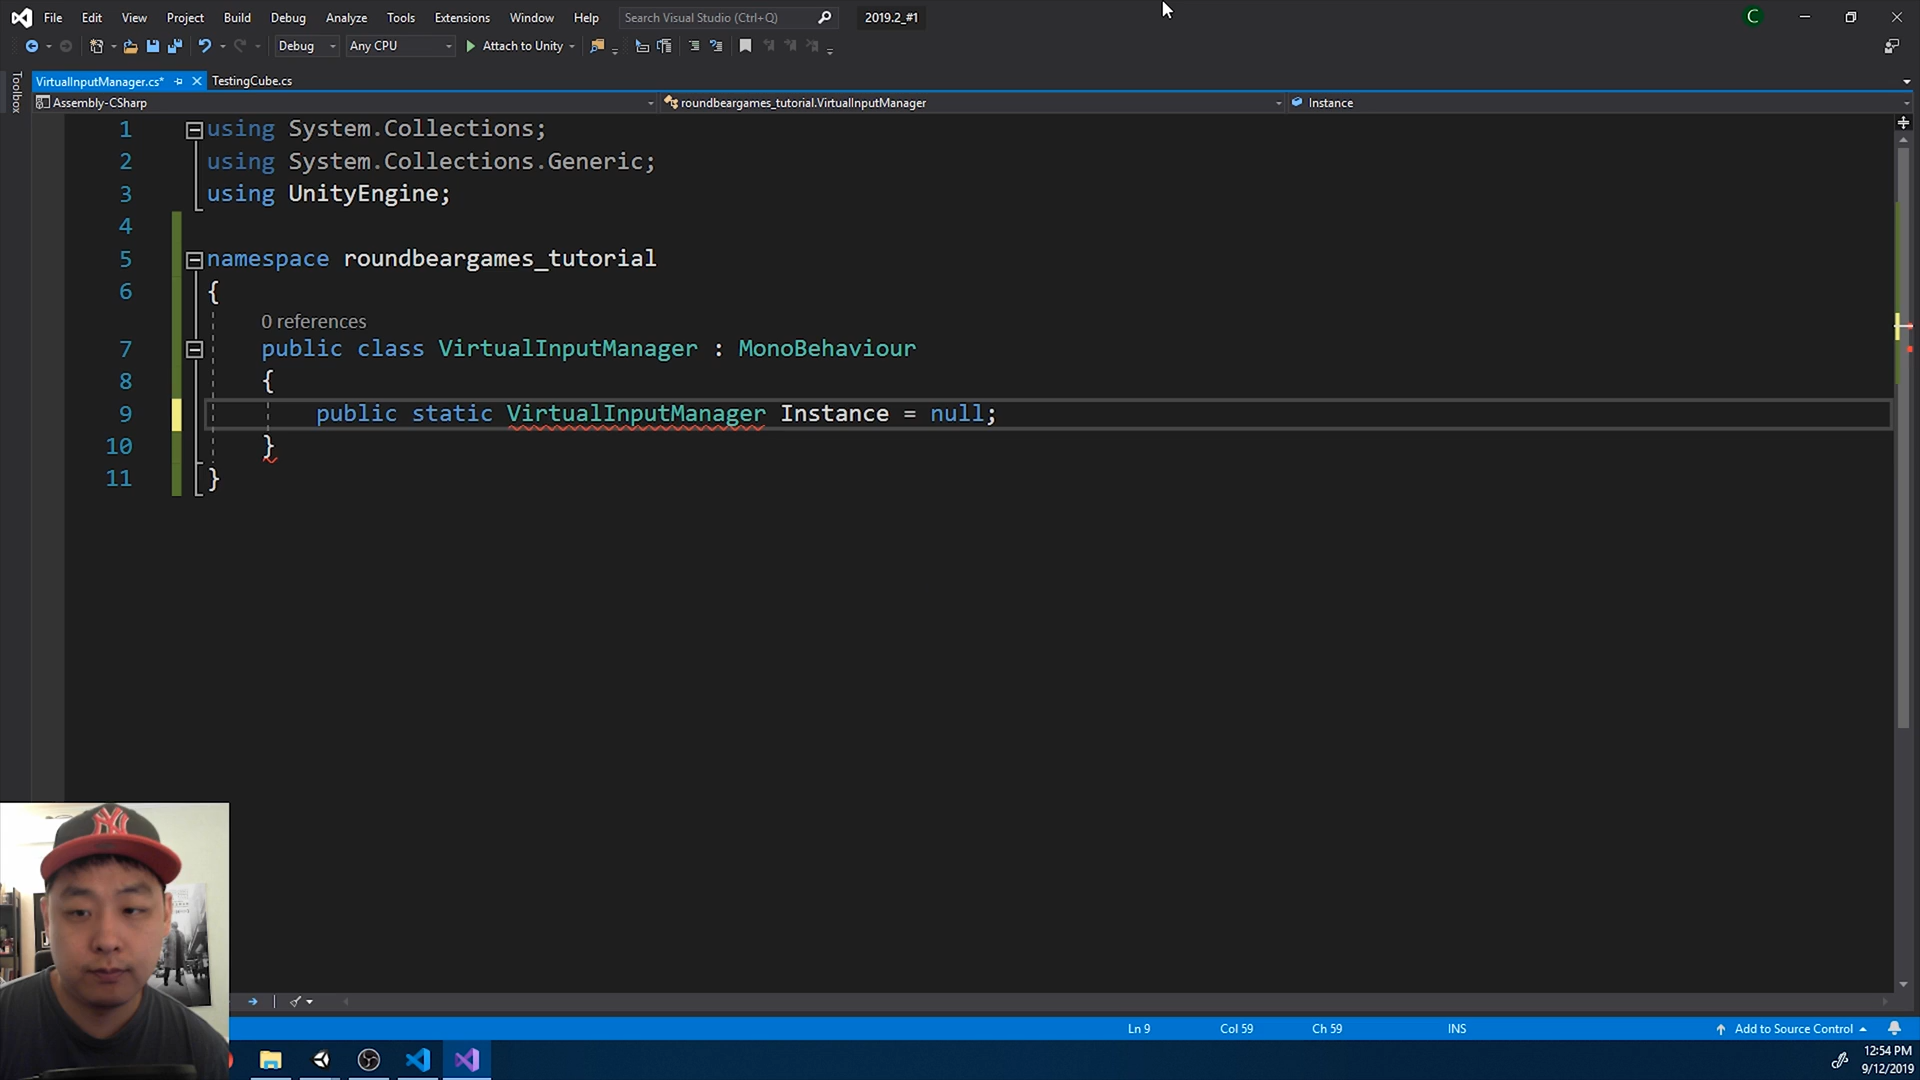 File Edit View Project Build Debug Analyze Tools Extensions Window Help Search Visual Studio (Ctrl+Q) 2019.2_#1 C
Debug Any CPU Attach to Unity
Toolbox
VirtualInputManager.cs* TestingCube.cs
Assembly-CSharp roundbeargames_tutorial.VirtualInputManager Instance
1 using System.Collections;
2 using System.Collections.Generic;
3 using UnityEngine;
4
5 namespace roundbeargames_tutorial
6 {
0 references
7 public class VirtualInputManager : MonoBehaviour
8 {
9 public static VirtualInputManager Instance = null;
10 }
11 }
Ln 9 Col 59 Ch 59 INS Add to Source Control
12:54 PM
9/12/2019